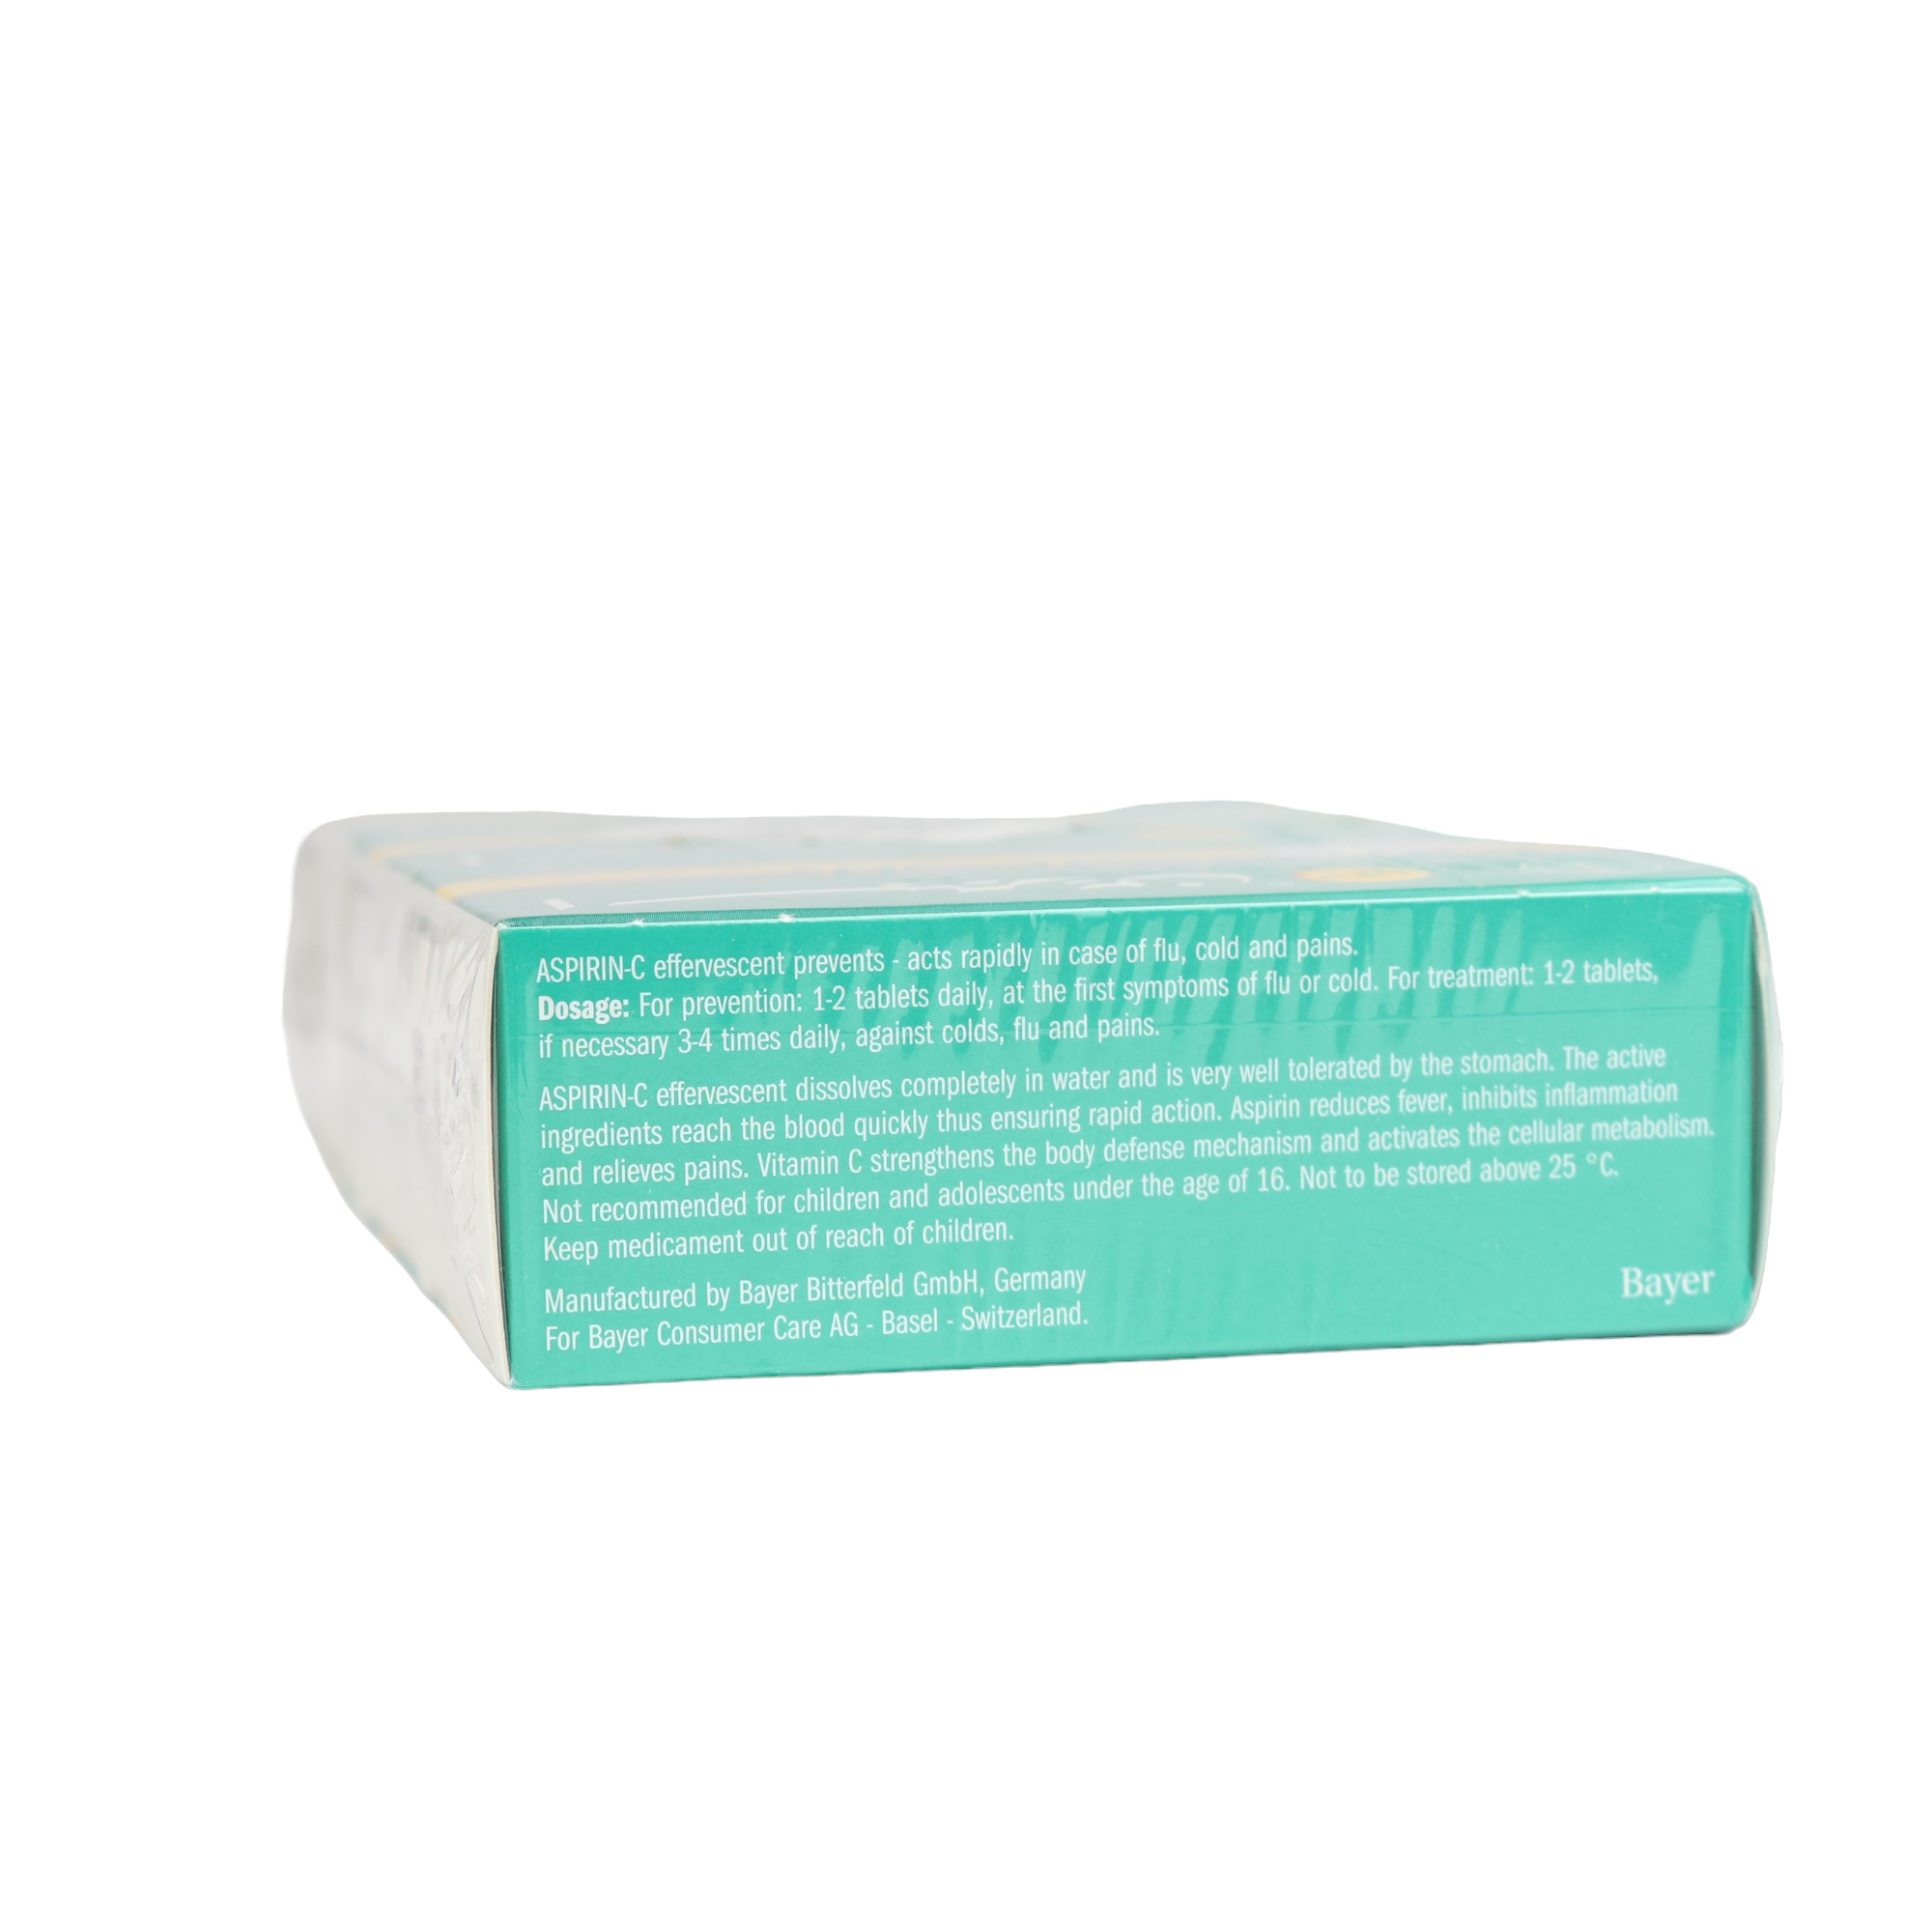 ASPIRIN-C effervescent prevents - acts rapidly in case of flu, cold and pains.
Dosage: For prevention: 1-2 tablets daily, at the first symptoms of flu or cold. For treatment: 1-2 tablets,
if necessary 3-4 times daily, against colds, flu and pains.
ASPIRIN-C effervescent dissolves completely in water and is very well tolerated by the stomach. The active
ingredients reach the blood quickly thus ensuring rapid action. Aspirin reduces fever, inhibits inflammation
and relieves pains. Vitamin C strengthens the body defense mechanism and activates the cellular metabolism.
Not recommended for children and adolescents under the age of 16. Not to be stored above 25 °C.
Keep medicament out of reach of children.
Manufactured by Bayer Bitterfeld GmbH, Germany
For Bayer Consumer Care AG - Basel - Switzerland.
Bayer